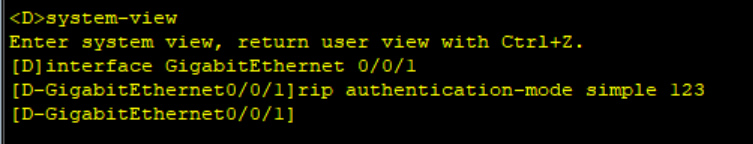 <D>system-view
Enter system view, return user view with Ctrl+Z.
[D]interface GigabitEthernet 0/0/1
[D-GigabitEthernet0/0/1]rip authentication-mode simple 123
[D-GigabitEthernet0/0/1]